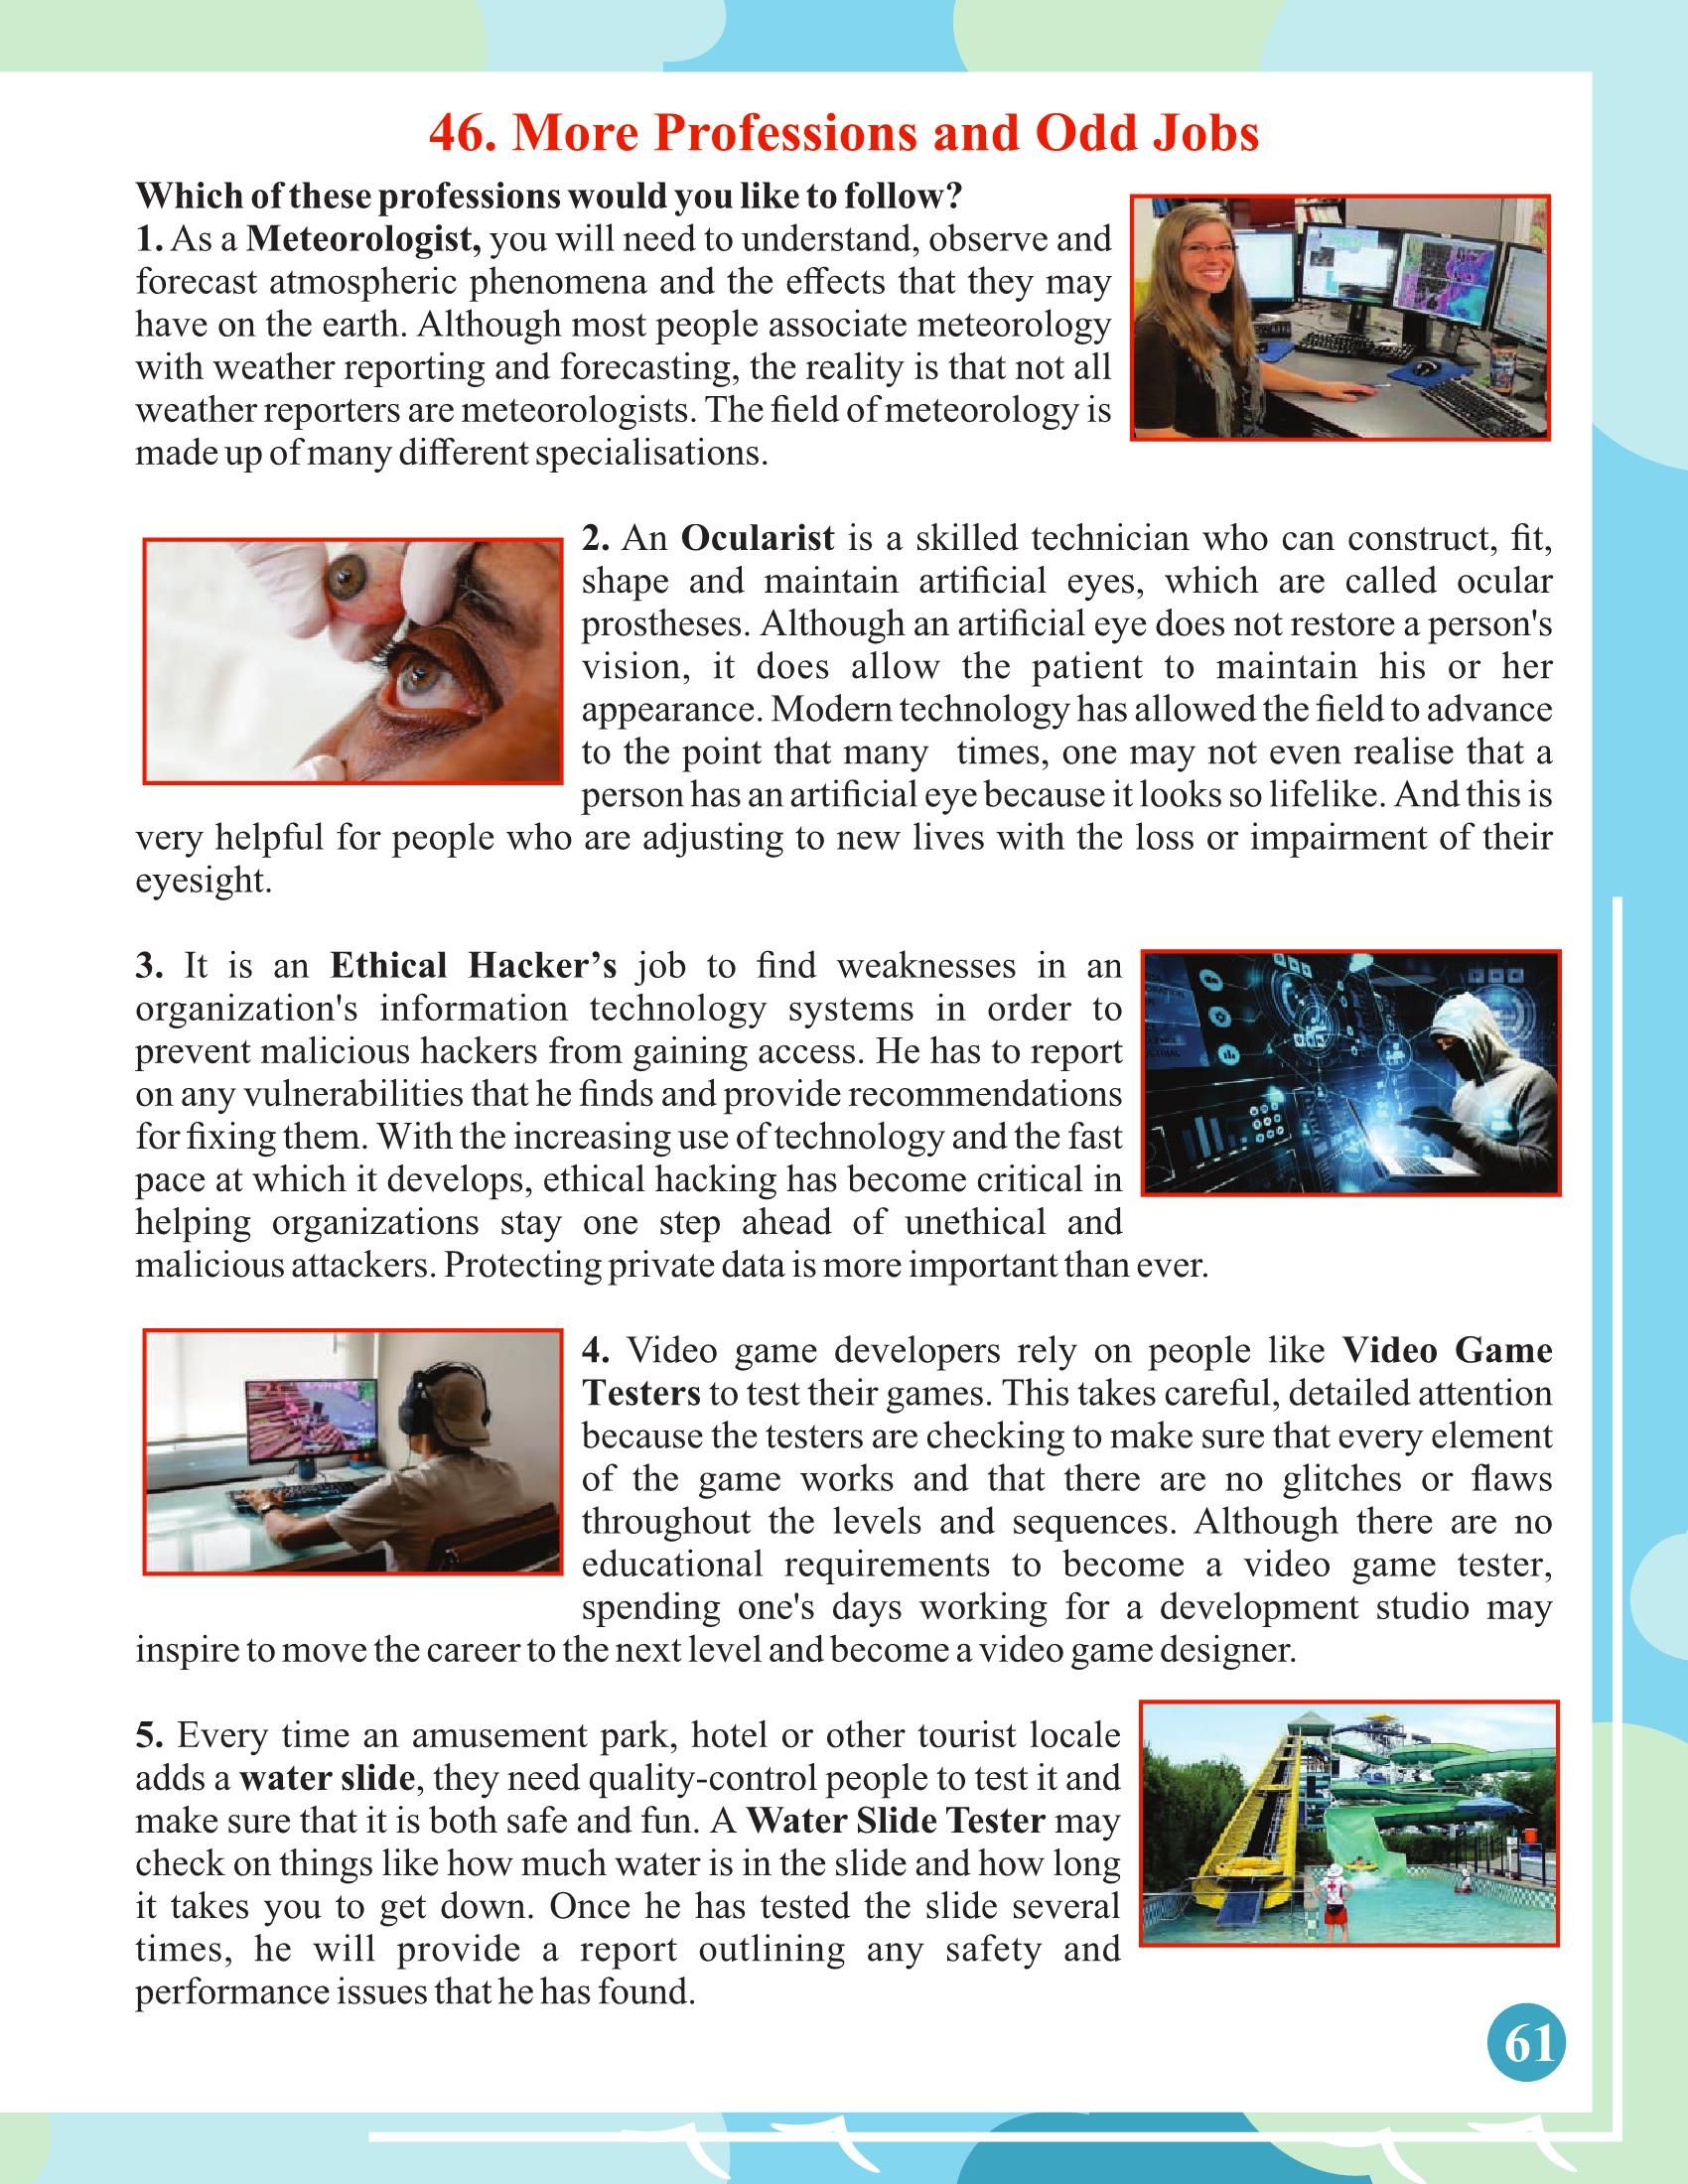 46. More Professions and Odd Jobs
Which of these professions would you like to follow?
1. As a Meteorologist, you will need to understand, observe and
forecast atmospheric phenomena and the effects that they may
have on the earth. Although most people associate meteorology
with weather reporting and forecasting, the reality is that not all
weather reporters are meteorologists. The field of meteorology is
made up of many different specialisations.
2. An Ocularist is a skilled technician who can construct, fit,
shape and maintain artificial eyes, which are called ocular
prostheses. Although an artificial eye does not restore a person's
vision, it does allow the patient to maintain his or her
appearance. Modern technology has allowed the field to advance
to the point that many times, one may not even realise that a
person has an artificial eye because it looks so lifelike. And this is
very helpful for people who are adjusting to new lives with the loss or impairment of their
eyesight.
3. It is an Ethical Hacker’s job to find weaknesses in an
organization's information technology systems in order to
prevent malicious hackers from gaining access. He has to report
on any vulnerabilities that he finds and provide recommendations
for fixing them. With the increasing use of technology and the fast
pace at which it develops, ethical hacking has become critical in
helping organizations stay one step ahead of unethical and
malicious attackers. Protecting private data is more important than ever.
4. Video game developers rely on people like Video Game
Testers to test their games. This takes careful, detailed attention
because the testers are checking to make sure that every element
of the game works and that there are no glitches or flaws
throughout the levels and sequences. Although there are no
educational requirements to become a video game tester,
spending one's days working for a development studio may
inspire to move the career to the next level and become a video game designer.
5. Every time an amusement park, hotel or other tourist locale
adds a water slide, they need quality-control people to test it and
make sure that it is both safe and fun. A Water Slide Tester may
check on things like how much water is in the slide and how long
it takes you to get down. Once he has tested the slide several
times, he will provide a report outlining any safety and
performance issues that he has found.
61